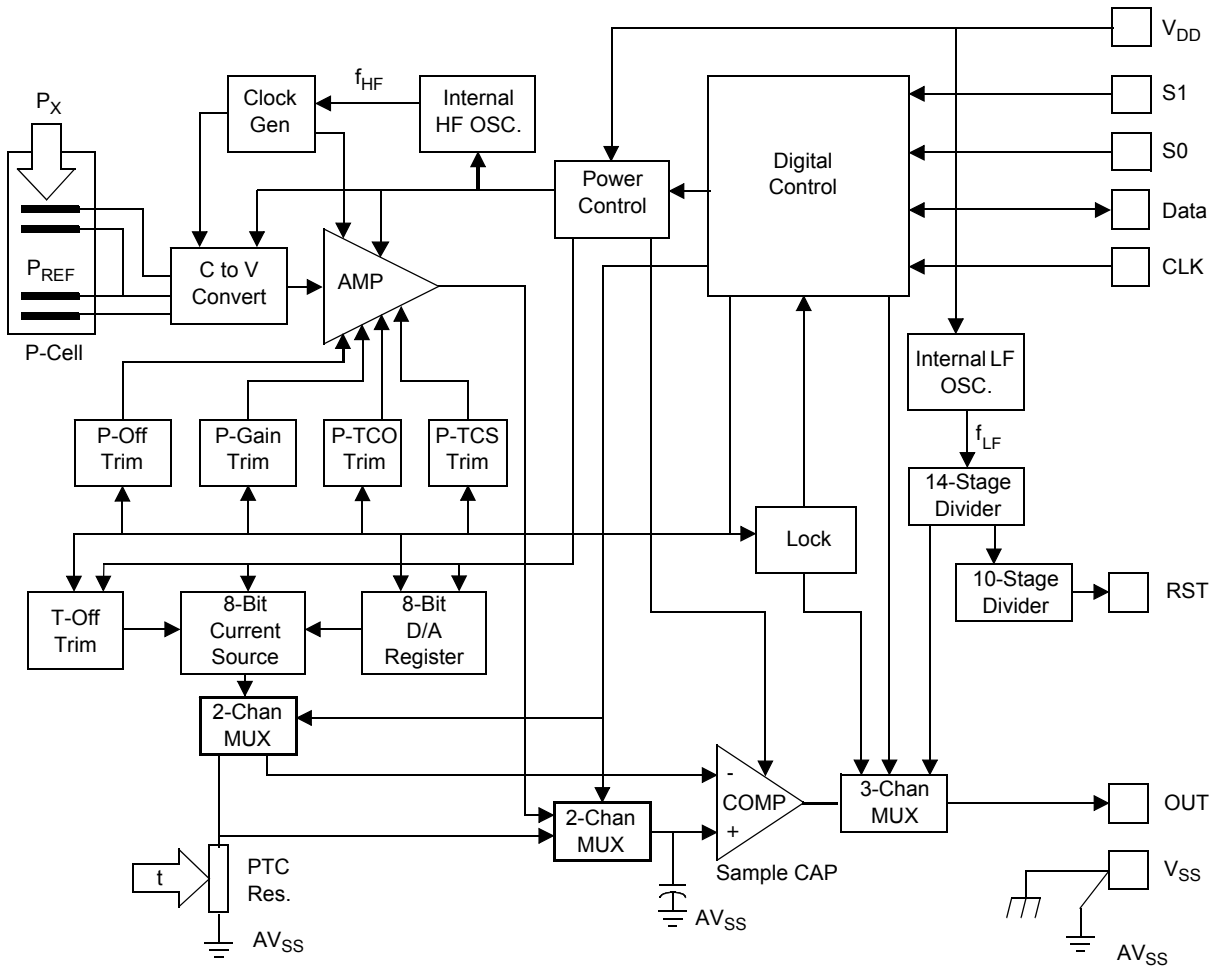 V_DD
f_HF
Clock
Gen
Internal
HF OSC.
S1
P_X
S0
Digital
Control
Power
Control
Data
P_REF
C to V
Convert
AMP
CLK
P-Cell
Internal LF
OSC.
f_LF
P-Off
Trim
P-Gain
Trim
P-TCO
Trim
P-TCS
Trim
14-Stage
Divider
Lock
10-Stage
Divider
RST
T-Off
Trim
8-Bit
Current
Source
8-Bit
D/A
Register
2-Chan
MUX
-
COMP
+
3-Chan
MUX
OUT
2-Chan
MUX
Sample CAP
t
PTC
Res.
V_SS
AV_SS
AV_SS
AV_SS